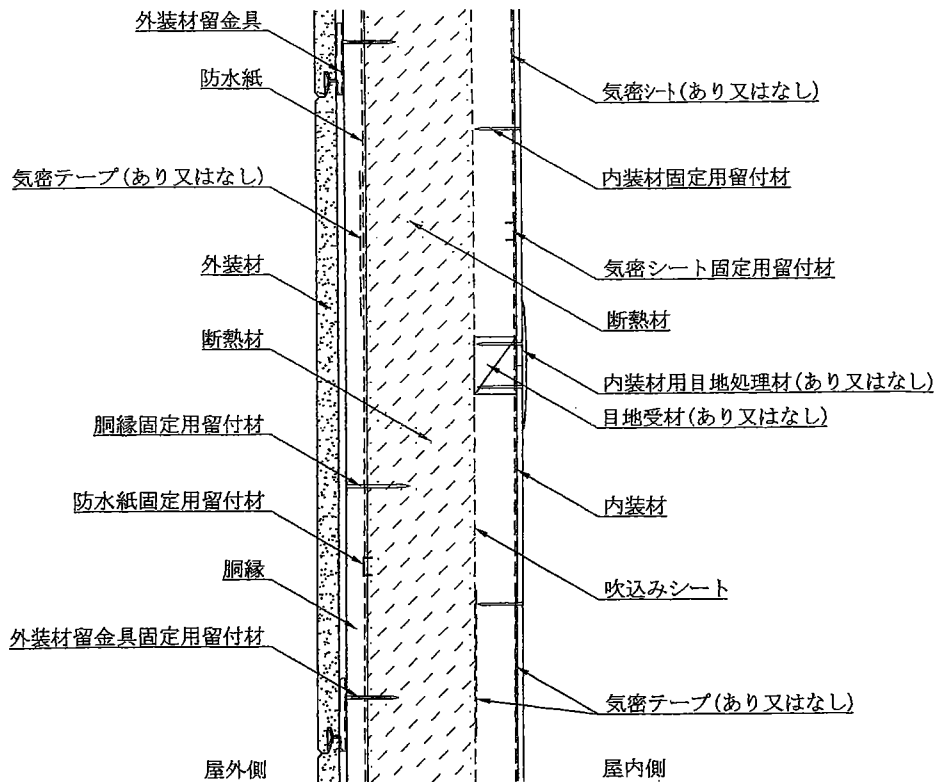 外装材留金具
防水紙
気密テープ(あり又はなし)
外装材
断熱材
胴縁固定用留付材
防水紙固定用留付材
胴縁
外装材留金具固定用留付材
屋外側
気密シート(あり又はなし)
内装材固定用留付材
気密シート固定用留付材
断熱材
内装材用目地処理材(あり又はなし)
目地受材(あり又はなし)
内装材
吹込みシート
気密テープ(あり又はなし)
屋内側